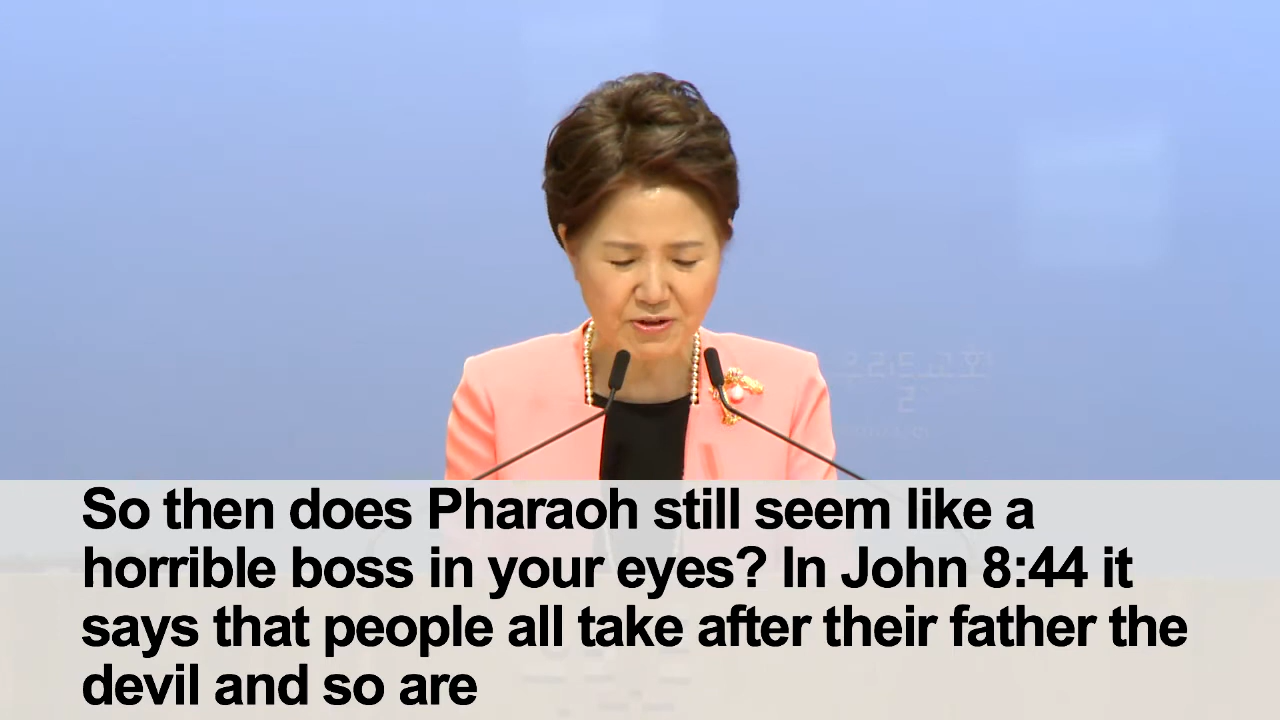 So then does Pharaoh still seem like a
horrible boss in your eyes? In John 8:44 it
says that people all take after their father the
devil and so are